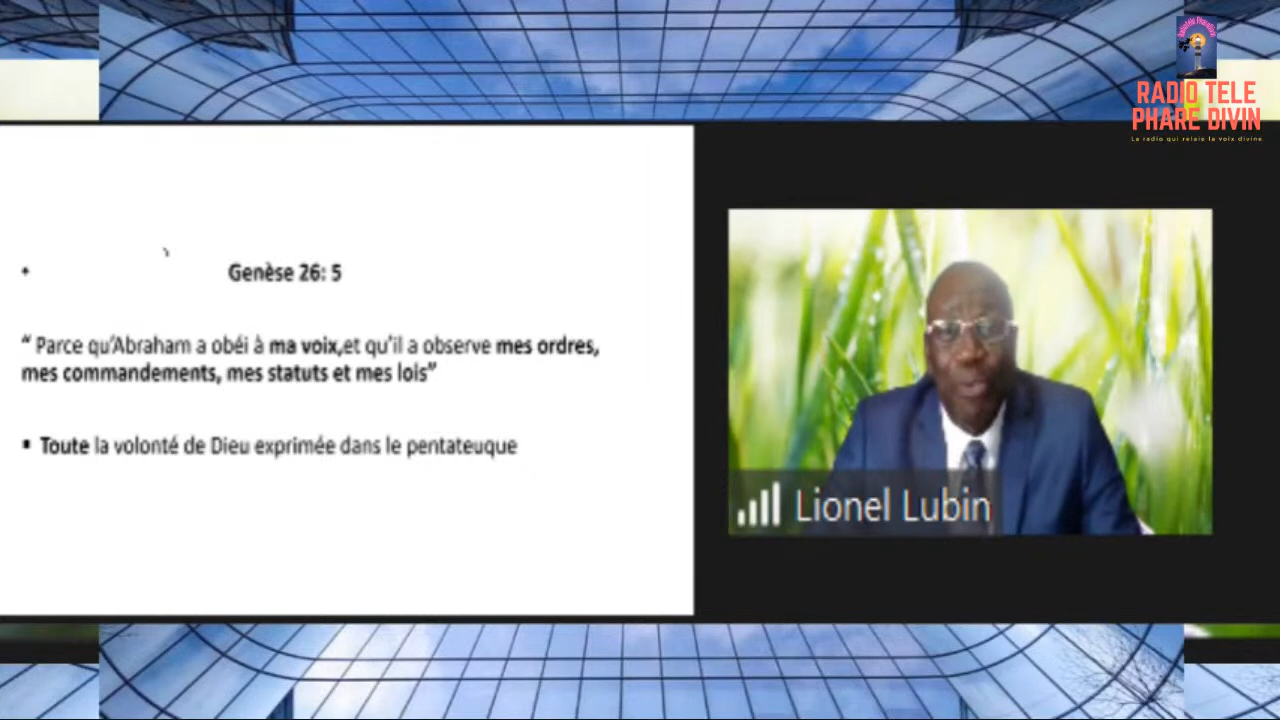 RADIO TELE
PHARE DIVIN
La radio qui relaie la voix divine
Genèse 26: 5
“ Parce qu’Abraham a obéi à ma voix,et qu’il a observe mes ordres,
mes commandements, mes statuts et mes lois”
▪ Toute la volonté de Dieu exprimée dans le pentateuque
Lionel Lubin